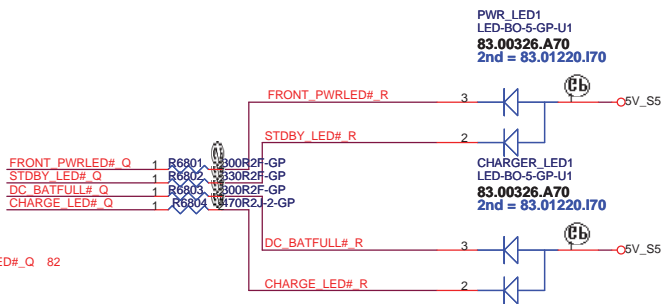 PWR_LED1
LED-BO-5-GP-U1
83.00326.A70
2nd = 83.01220.I70
FRONT_PWRLED#_R 3 1 5V_S5
STDBY_LED#_R 2
FRONT_PWRLED#_Q 1 R6801 300R2F-GP
STDBY_LED#_Q 1 R6802 330R2F-GP
DC_BATFULL#_Q 1 R6803 300R2F-GP
CHARGE_LED#_Q 1 R6804 470R2J-2-GP
CHARGER_LED1
LED-BO-5-GP-U1
83.00326.A70
2nd = 83.01220.I70
DC_BATFULL#_R 3 1 5V_S5
ED#_Q 82
CHARGE_LED#_R 2